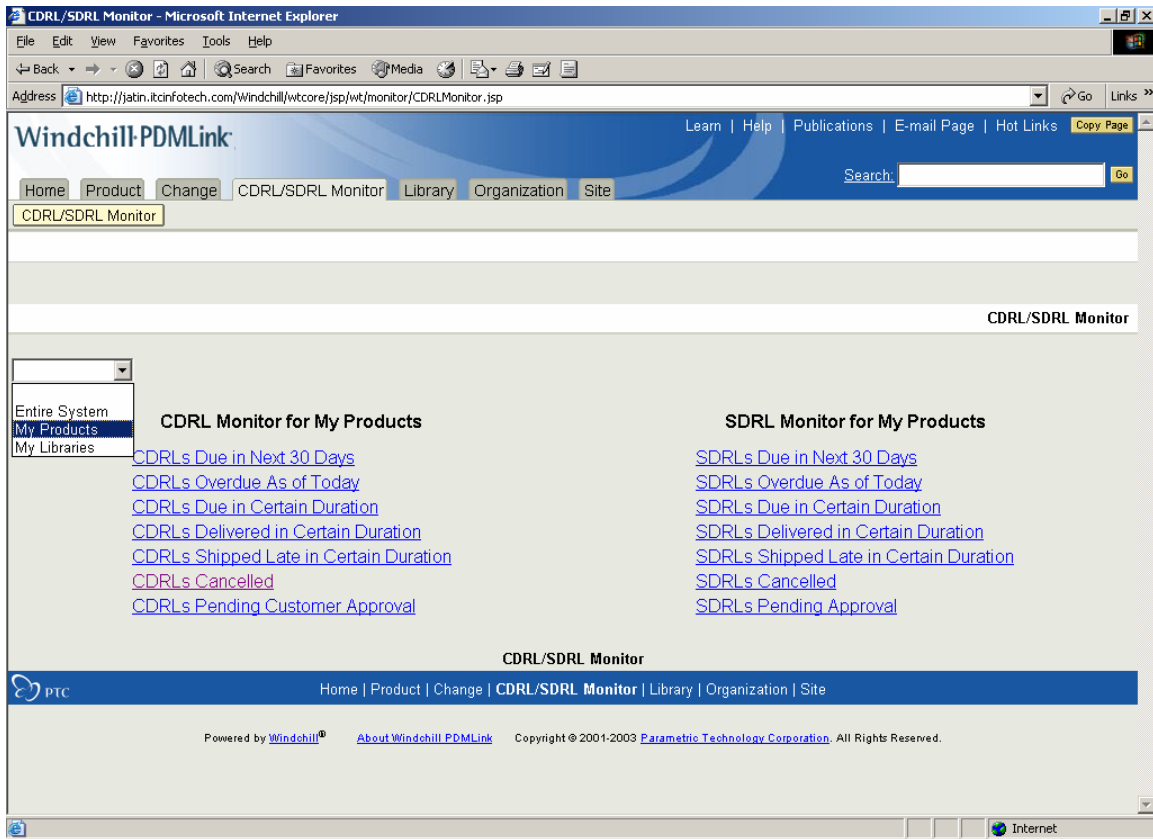 CDRL/SDRL Monitor - Microsoft Internet Explorer
File Edit View Favorites Tools Help
Back Search Favorites Media
Address http://jatin.itcinfotech.com/Windchill/wtcore/jsp/wt/monitor/CDRLMonitor.jsp Go Links »
Windchill PDMLink
Learn | Help | Publications | E-mail Page | Hot Links Copy Page
Search: Go
Home Product Change CDRL/SDRL Monitor Library Organization Site
CDRL/SDRL Monitor
CDRL/SDRL Monitor
Entire System
My Products
My Libraries
CDRL Monitor for My Products
CDRLs Due in Next 30 Days
CDRLs Overdue As of Today
CDRLs Due in Certain Duration
CDRLs Delivered in Certain Duration
CDRLs Shipped Late in Certain Duration
CDRLs Cancelled
CDRLs Pending Customer Approval
SDRL Monitor for My Products
SDRLs Due in Next 30 Days
SDRLs Overdue As of Today
SDRLs Due in Certain Duration
SDRLs Delivered in Certain Duration
SDRLs Shipped Late in Certain Duration
SDRLs Cancelled
SDRLs Pending Approval
CDRL/SDRL Monitor
PTC
Home | Product | Change | CDRL/SDRL Monitor | Library | Organization | Site
Powered by Windchill® About Windchill PDMLink Copyright © 2001-2003 Parametric Technology Corporation. All Rights Reserved.
Internet